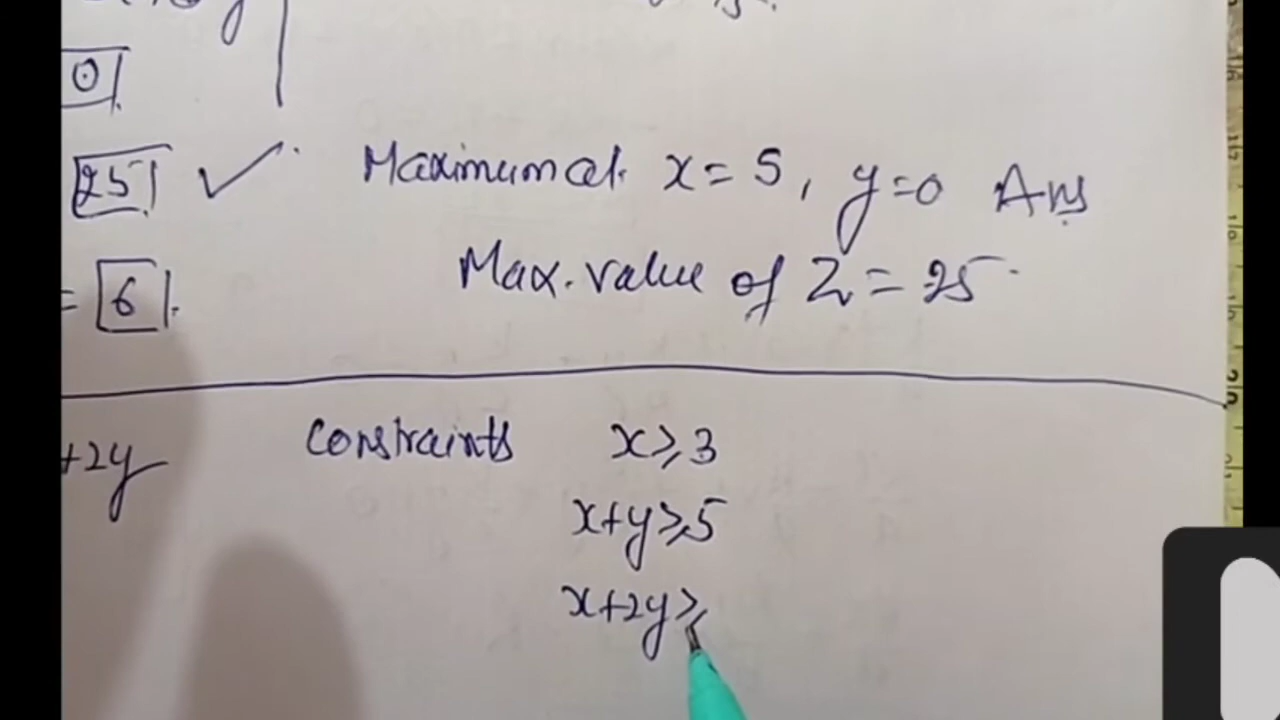 0
25 ✓ Maximum at x = 5, y = 0 Ans
= 6 Max. value of Z = 25
+2y Constraints x ≥ 3
x+y ≥ 5
x+2y ≥